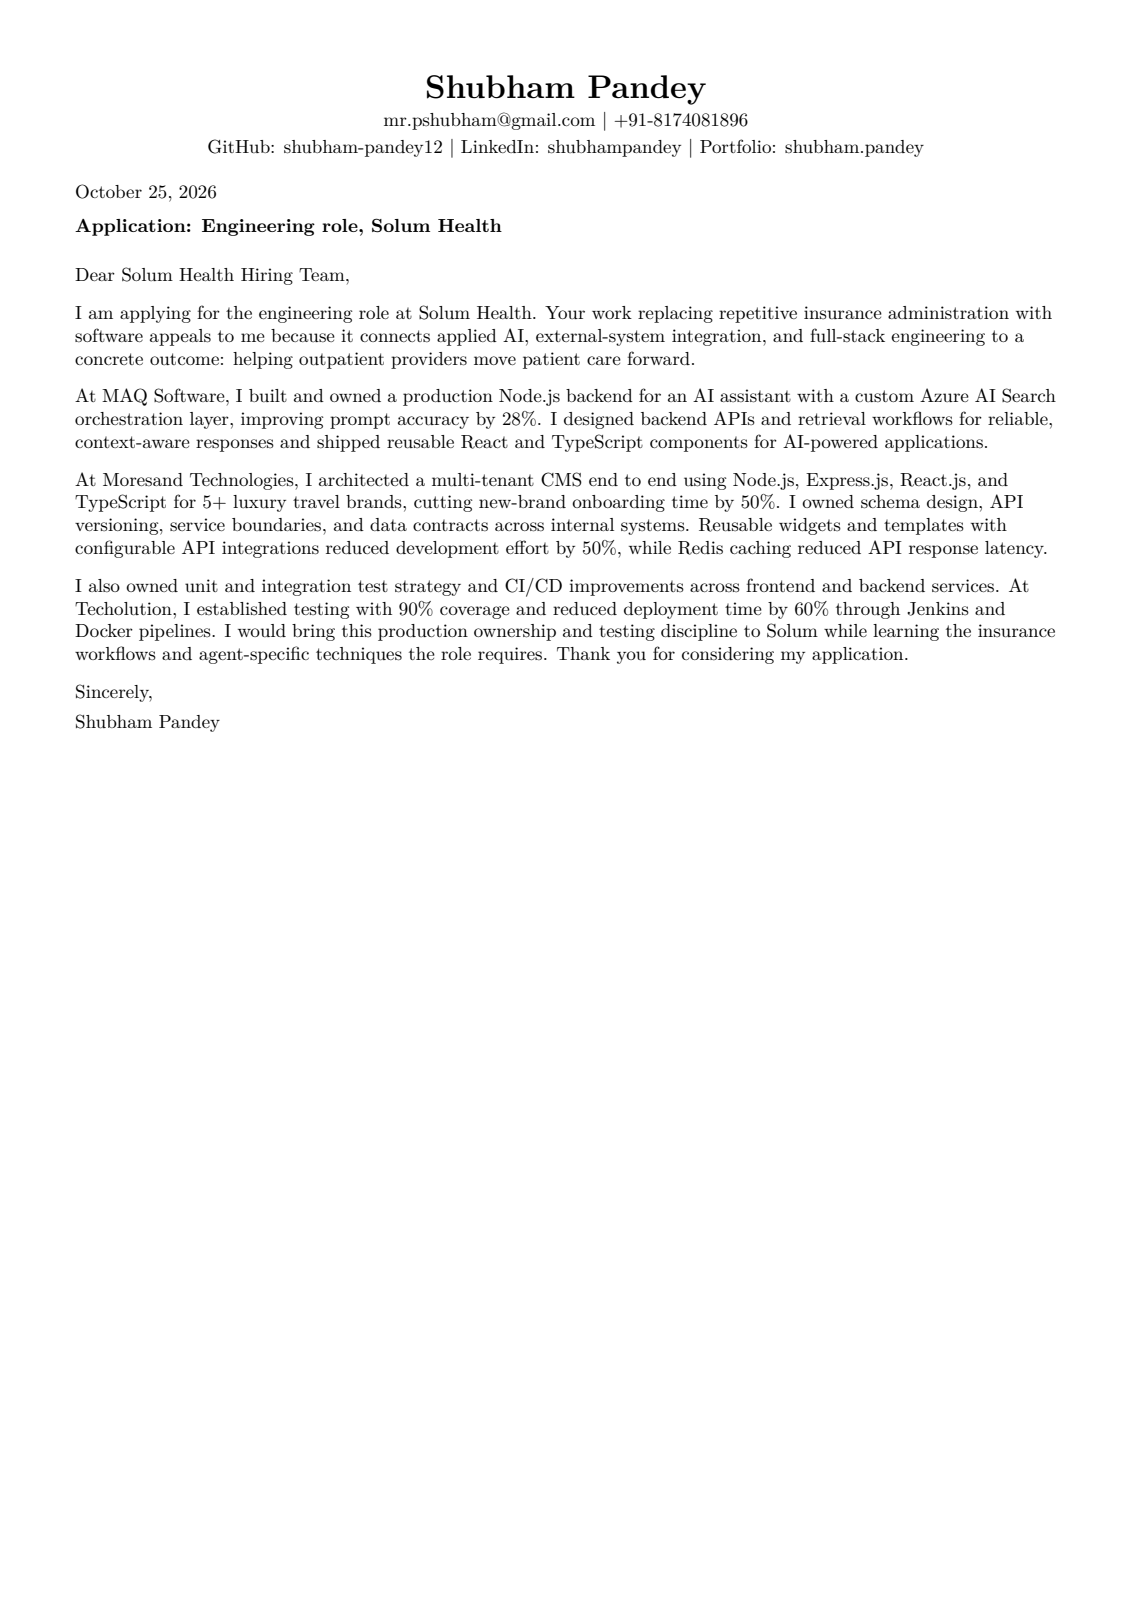 Shubham Pandey
mr.pshubham@gmail.com | +91-8174081896
GitHub: shubham-pandey12 | LinkedIn: shubhampandey | Portfolio: shubham.pandey
October 25, 2026
Application: Engineering role, Solum Health
Dear Solum Health Hiring Team,
I am applying for the engineering role at Solum Health. Your work replacing repetitive insurance administration with
software appeals to me because it connects applied AI, external-system integration, and full-stack engineering to a
concrete outcome: helping outpatient providers move patient care forward.
At MAQ Software, I built and owned a production Node.js backend for an AI assistant with a custom Azure AI Search
orchestration layer, improving prompt accuracy by 28%. I designed backend APIs and retrieval workflows for reliable,
context-aware responses and shipped reusable React and TypeScript components for AI-powered applications.
At Moresand Technologies, I architected a multi-tenant CMS end to end using Node.js, Express.js, React.js, and
TypeScript for 5+ luxury travel brands, cutting new-brand onboarding time by 50%. I owned schema design, API
versioning, service boundaries, and data contracts across internal systems. Reusable widgets and templates with
configurable API integrations reduced development effort by 50%, while Redis caching reduced API response latency.
I also owned unit and integration test strategy and CI/CD improvements across frontend and backend services. At
Techolution, I established testing with 90% coverage and reduced deployment time by 60% through Jenkins and
Docker pipelines. I would bring this production ownership and testing discipline to Solum while learning the insurance
workflows and agent-specific techniques the role requires. Thank you for considering my application.
Sincerely,
Shubham Pandey